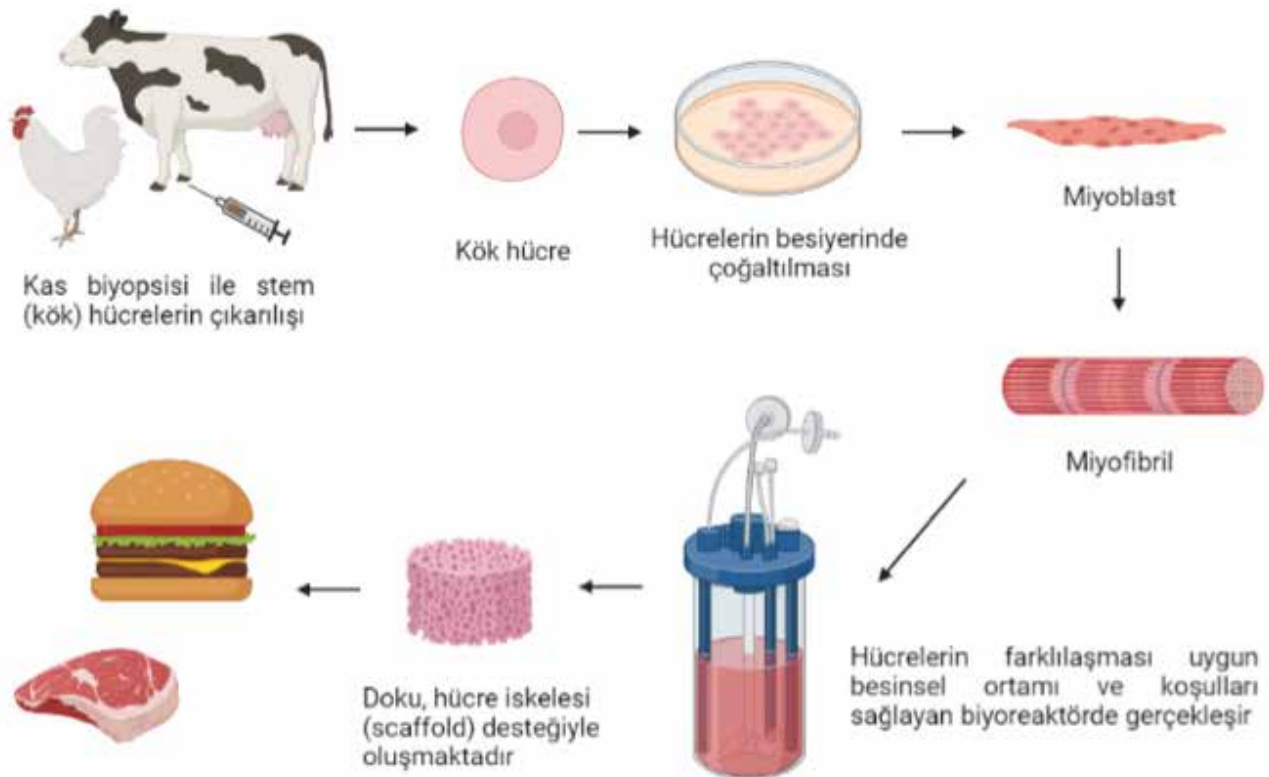 Kas biyopsisi ile stem
(kök) hücrelerin çıkarılışı
Kök hücre
Hücrelerin besiyerinde
çoğaltılması
Miyoblast
Miyofibril
Hücrelerin farklılaşması uygun
besinsel ortamı ve koşulları
sağlayan biyoreaktörde gerçekleşir
Doku, hücre iskelesi
(scaffold) desteğiyle
oluşmaktadır